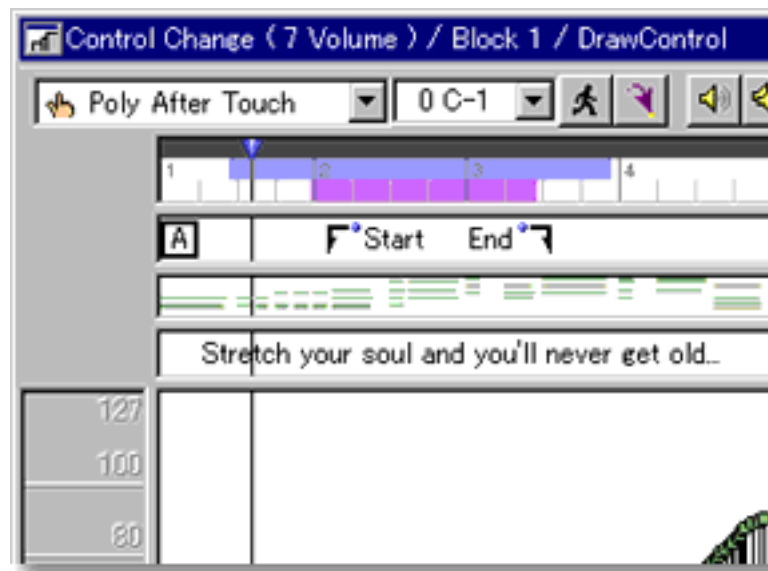 Control Change ( 7 Volume ) / Block 1 / DrawControl
Poly After Touch 0 C-1
1 2 3 4
A Start End
Stretch your soul and you'll never get old...
127
100
80